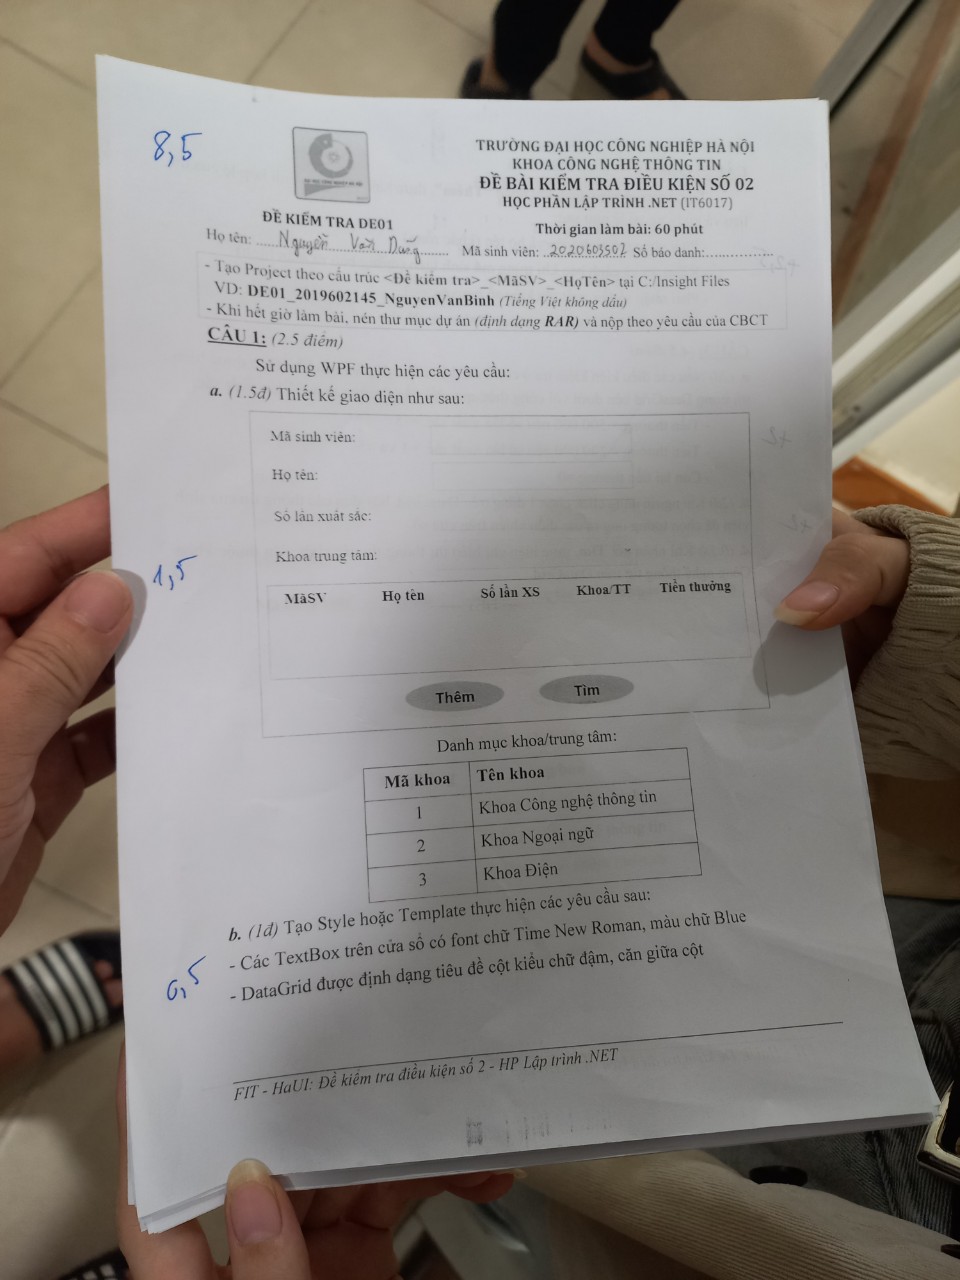 8,5
TRƯỜNG ĐẠI HỌC CÔNG NGHIỆP HÀ NỘI
KHOA CÔNG NGHỆ THÔNG TIN
ĐỀ BÀI KIỂM TRA ĐIỀU KIỆN SỐ 02
HỌC PHẦN LẬP TRÌNH .NET (IT6017)
ĐỀ KIỂM TRA DE01
Thời gian làm bài: 60 phút
Họ tên: Nguyễn Văn Mã sinh viên: 2020603502 Số báo danh:
- Tạo Project theo cấu trúc <Đề kiểm tra>_<MãSV>_<HọTên> tại C:/Insight Files
VD: DE01_2019602145_NguyenVanBinh (Tiếng Việt không dấu)
- Khi hết giờ làm bài, nén thư mục dự án (định dạng RAR) và nộp theo yêu cầu của CBCT
CÂU 1: (2.5 điểm)
Sử dụng WPF thực hiện các yêu cầu:
a. (1.5đ) Thiết kế giao diện như sau:
Mã sinh viên:
Họ tên:
Số lần xuất sắc:
Khoa trung tâm:
1,5
MãSV Họ tên Số lần XS Khoa/TT Tiền thưởng
Thêm Tìm
Danh mục khoa/trung tâm:
Mã khoa Tên khoa
1 Khoa Công nghệ thông tin
2 Khoa Ngoại ngữ
3 Khoa Điện
b. (1đ) Tạo Style hoặc Template thực hiện các yêu cầu sau:
- Các TextBox trên cửa sổ có font chữ Time New Roman, màu chữ Blue
0,5
- DataGrid được định dạng tiêu đề cột kiểu chữ đậm, căn giữa cột
FIT - HaUI: Đề kiểm tra điều kiện số 2 - HP Lập trình .NET